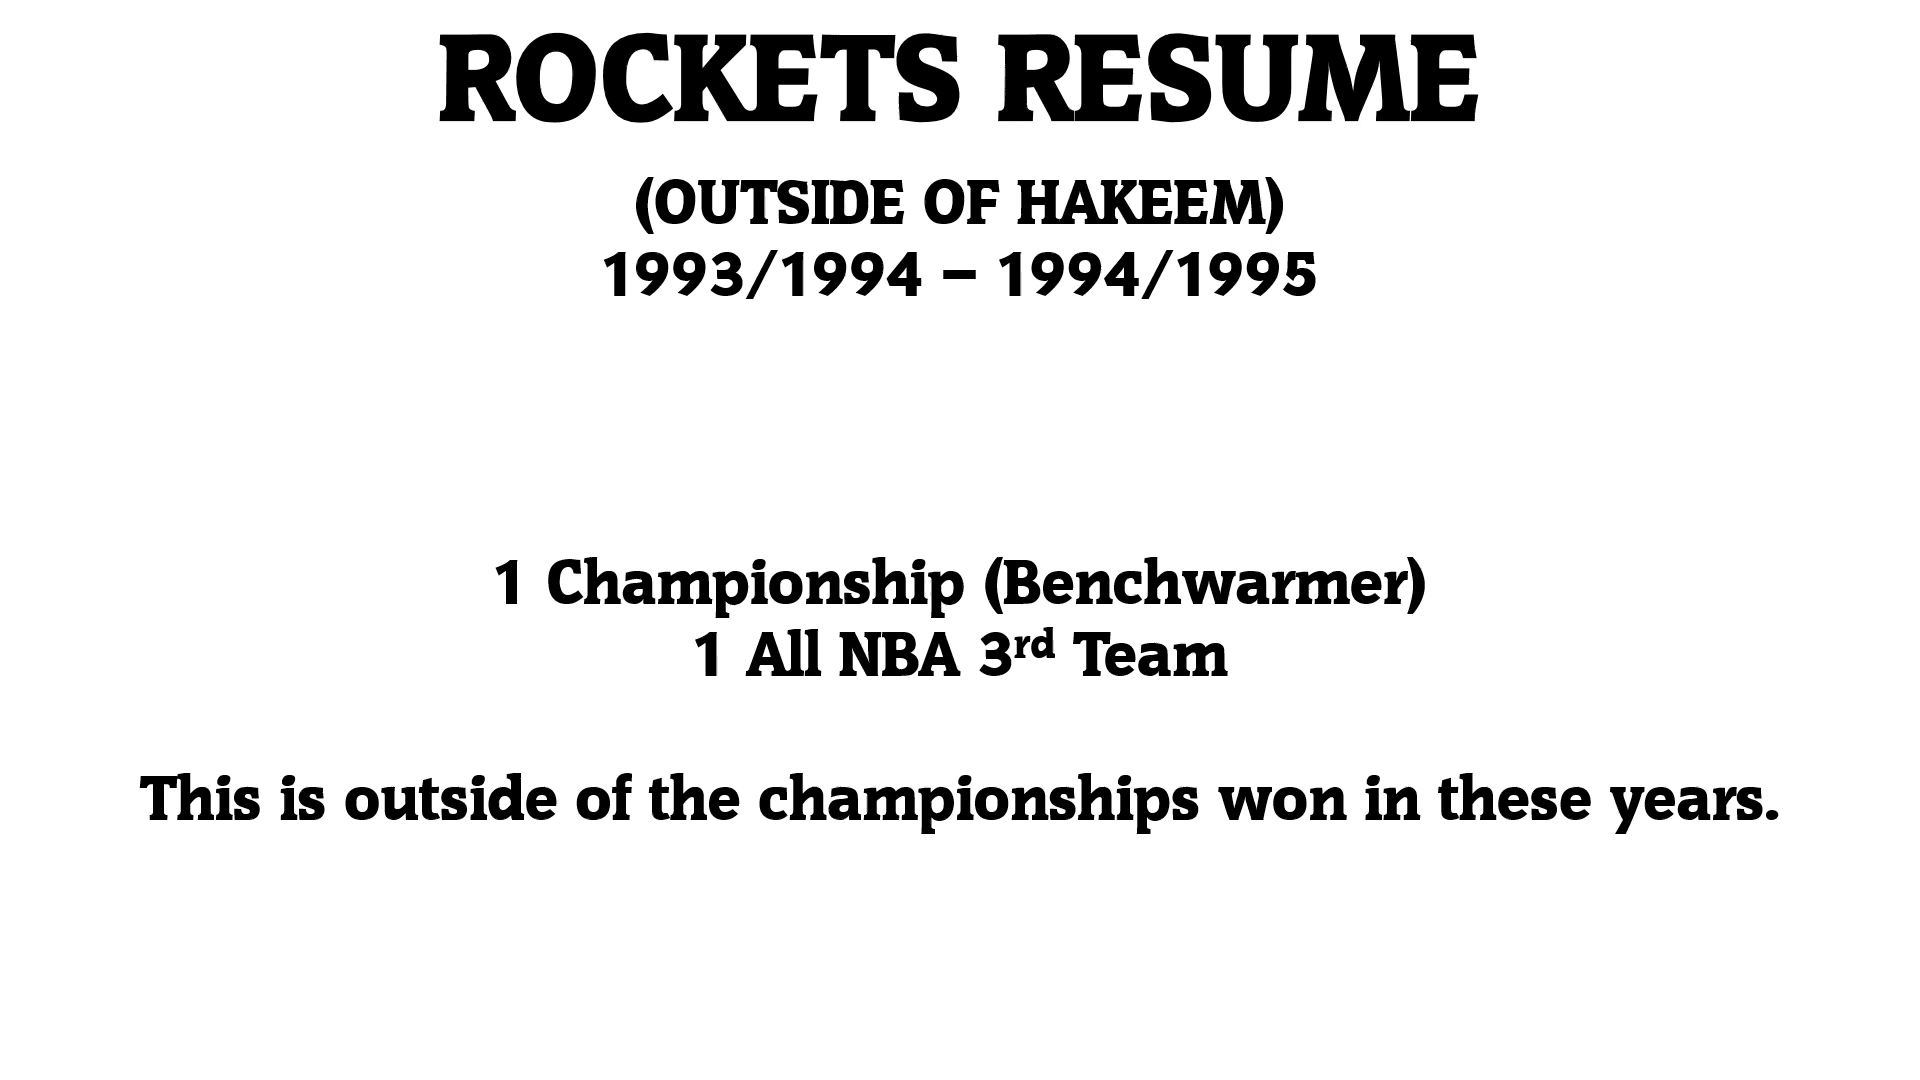 ROCKETS RESUME
(OUTSIDE OF HAKEEM)
1993/1994 – 1994/1995
1 Championship (Benchwarmer)
1 All NBA 3rd Team
This is outside of the championships won in these years.